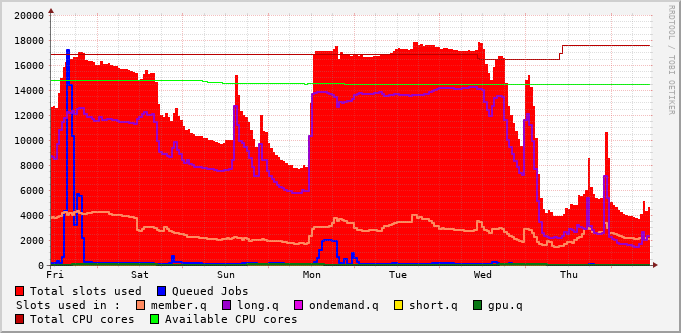 20000
18000
16000
14000
12000
10000
8000
6000
4000
2000
0
Fri Sat Sun Mon Tue Wed Thu
RRDTOOL / TOBI OETIKER
Total slots used Queued Jobs
Slots used in : member.q long.q ondemand.q short.q gpu.q
Total CPU cores Available CPU cores